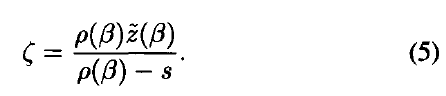 ζ = ρ(β)z̃(β) / ρ(β) − s. (5)